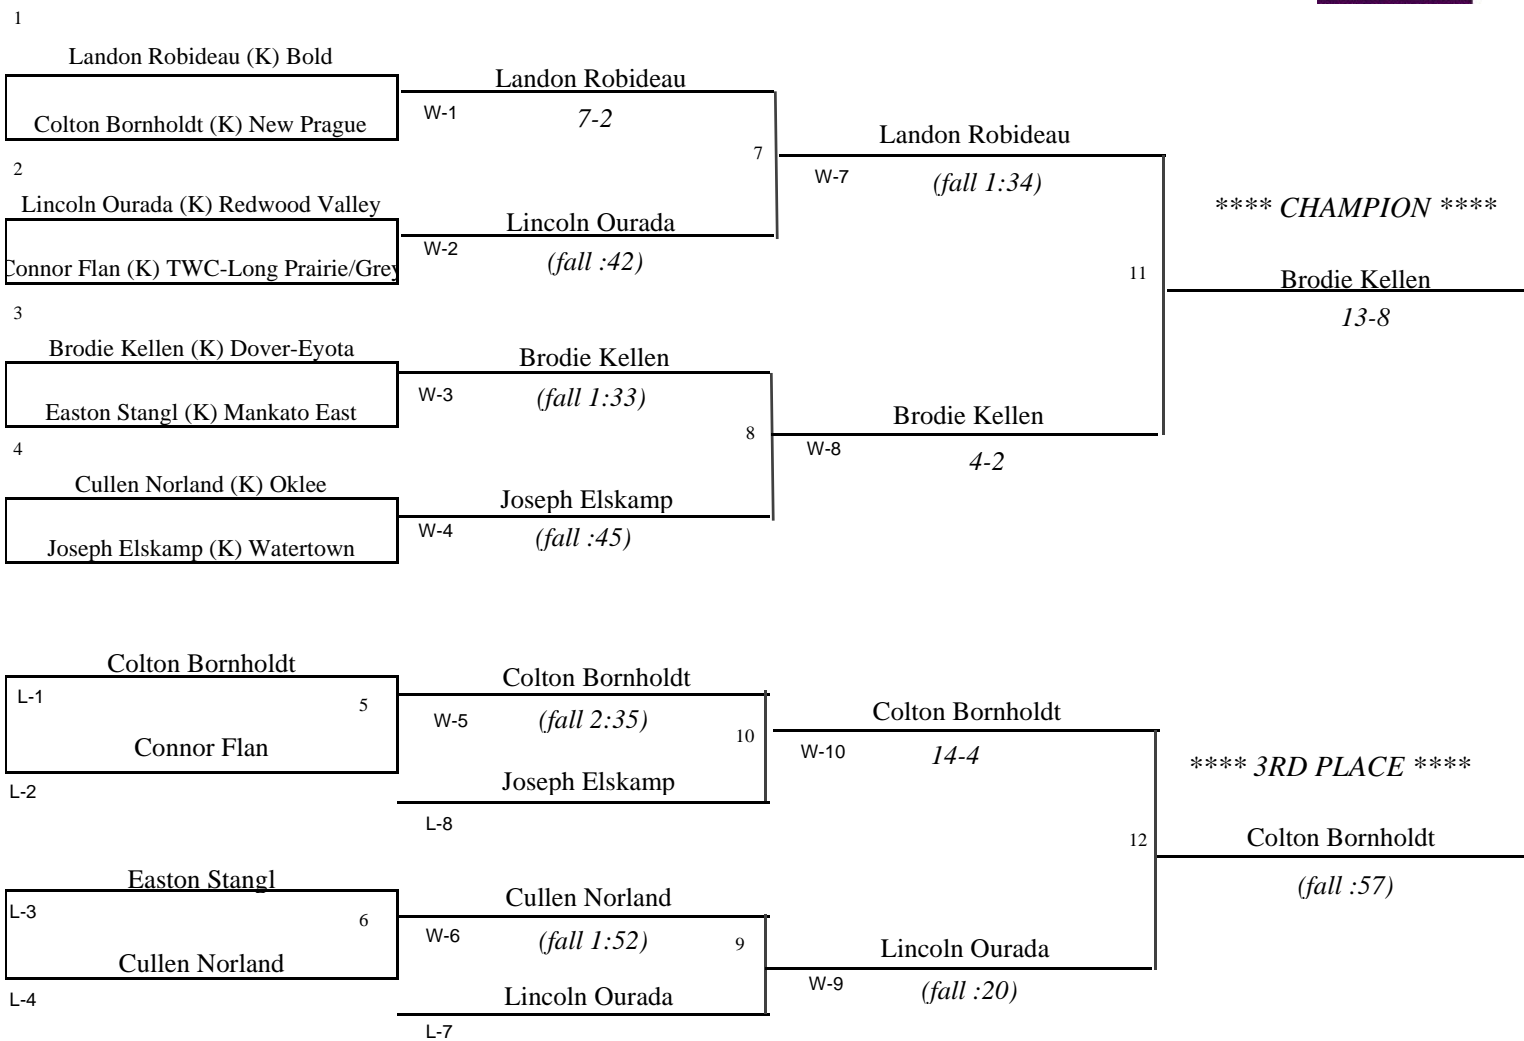 1
Landon Robideau (K) Bold
Colton Bornholdt (K) New Prague
W-1
Landon Robideau
7-2
2
Lincoln Ourada (K) Redwood Valley
Connor Flan (K) TWC-Long Prairie/Grey
W-2
Lincoln Ourada
(fall :42)
7
W-7
Landon Robideau
(fall 1:34)
3
Brodie Kellen (K) Dover-Eyota
Easton Stangl (K) Mankato East
W-3
Brodie Kellen
(fall 1:33)
4
Cullen Norland (K) Oklee
Joseph Elskamp (K) Watertown
W-4
Joseph Elskamp
(fall :45)
8
W-8
Brodie Kellen
4-2
11
**** CHAMPION ****
Brodie Kellen
13-8
Colton Bornholdt
L-1
5
Connor Flan
L-2
W-5
Colton Bornholdt
(fall 2:35)
10
Joseph Elskamp
L-8
W-10
Colton Bornholdt
14-4
Easton Stangl
L-3
6
Cullen Norland
L-4
W-6
Cullen Norland
(fall 1:52)
9
Lincoln Ourada
L-7
W-9
Lincoln Ourada
(fall :20)
12
**** 3RD PLACE ****
Colton Bornholdt
(fall :57)